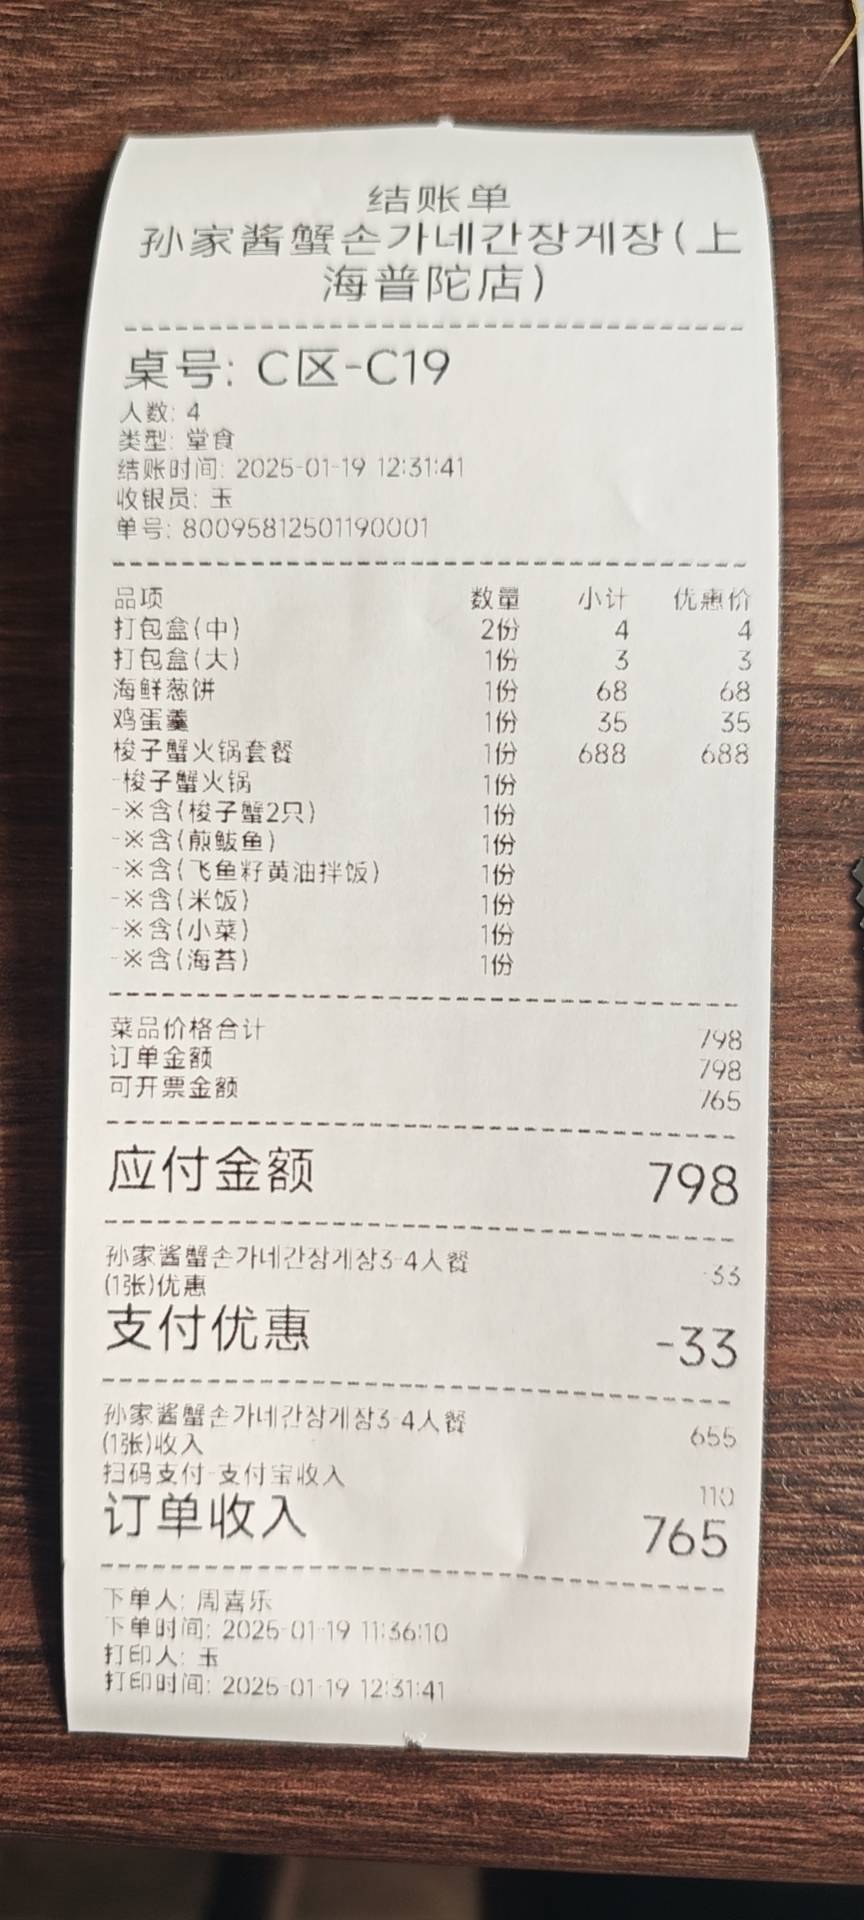 结账单
孙家酱蟹손가네간장게장(上
海普陀店)
桌号: C区-C19
人数: 4
类型: 堂食
结账时间: 2025-01-19 12:31:41
收银员: 玉
单号: 80095812501190001
品项 数量 小计 优惠价
打包盒(中) 2份 4 4
打包盒(大) 1份 3 3
海鲜葱饼 1份 68 68
鸡蛋羹 1份 35 35
梭子蟹火锅套餐 1份 688 688
-梭子蟹火锅 1份
-※含(梭子蟹2只) 1份
-※含(煎鲅鱼) 1份
-※含(飞鱼籽黄油拌饭) 1份
-※含(米饭) 1份
-※含(小菜) 1份
-※含(海苔) 1份
菜品价格合计 798
订单金额 798
可开票金额 765
应付金额 798
孙家酱蟹손가네간장게장3-4人餐 -33
(1张)优惠
支付优惠 -33
孙家酱蟹손가네간장게장3-4人餐 655
(1张)收入
扫码支付-支付宝收入 110
订单收入 765
下单人: 周喜乐
下单时间: 2025-01-19 11:36:10
打印人: 玉
打印时间: 2025-01-19 12:31:41